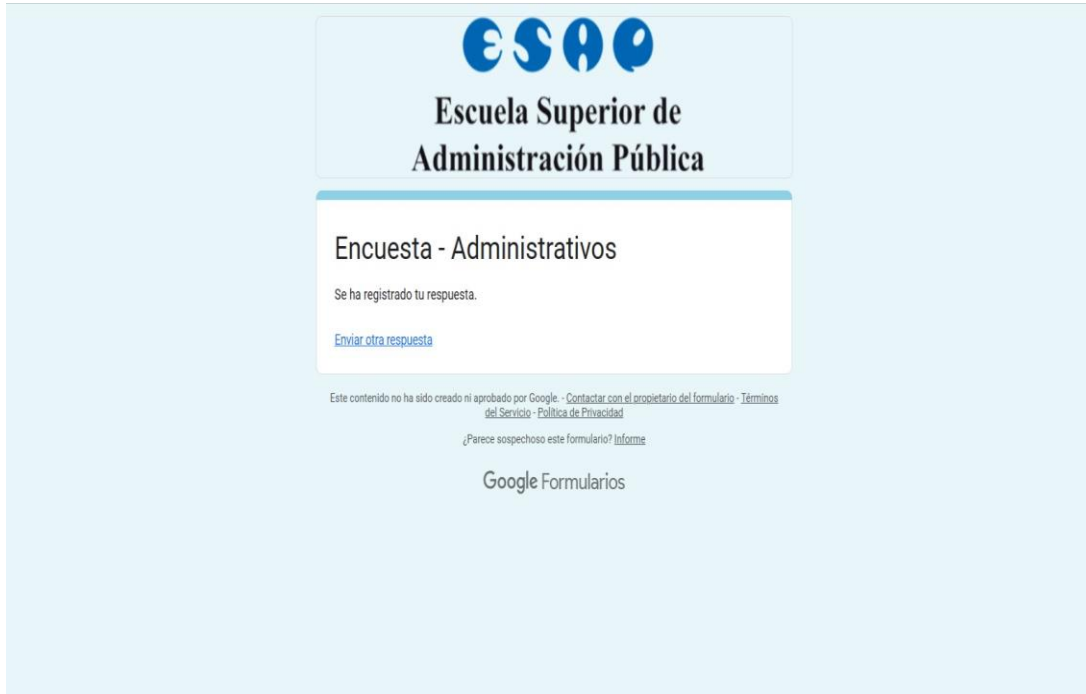 ESAP
Escuela Superior de
Administración Pública
Encuesta - Administrativos
Se ha registrado tu respuesta.
Enviar otra respuesta
Este contenido no ha sido creado ni aprobado por Google. - Contactar con el propietario del formulario - Términos
del Servicio - Política de Privacidad
¿Parece sospechoso este formulario? Informe
Google Formularios